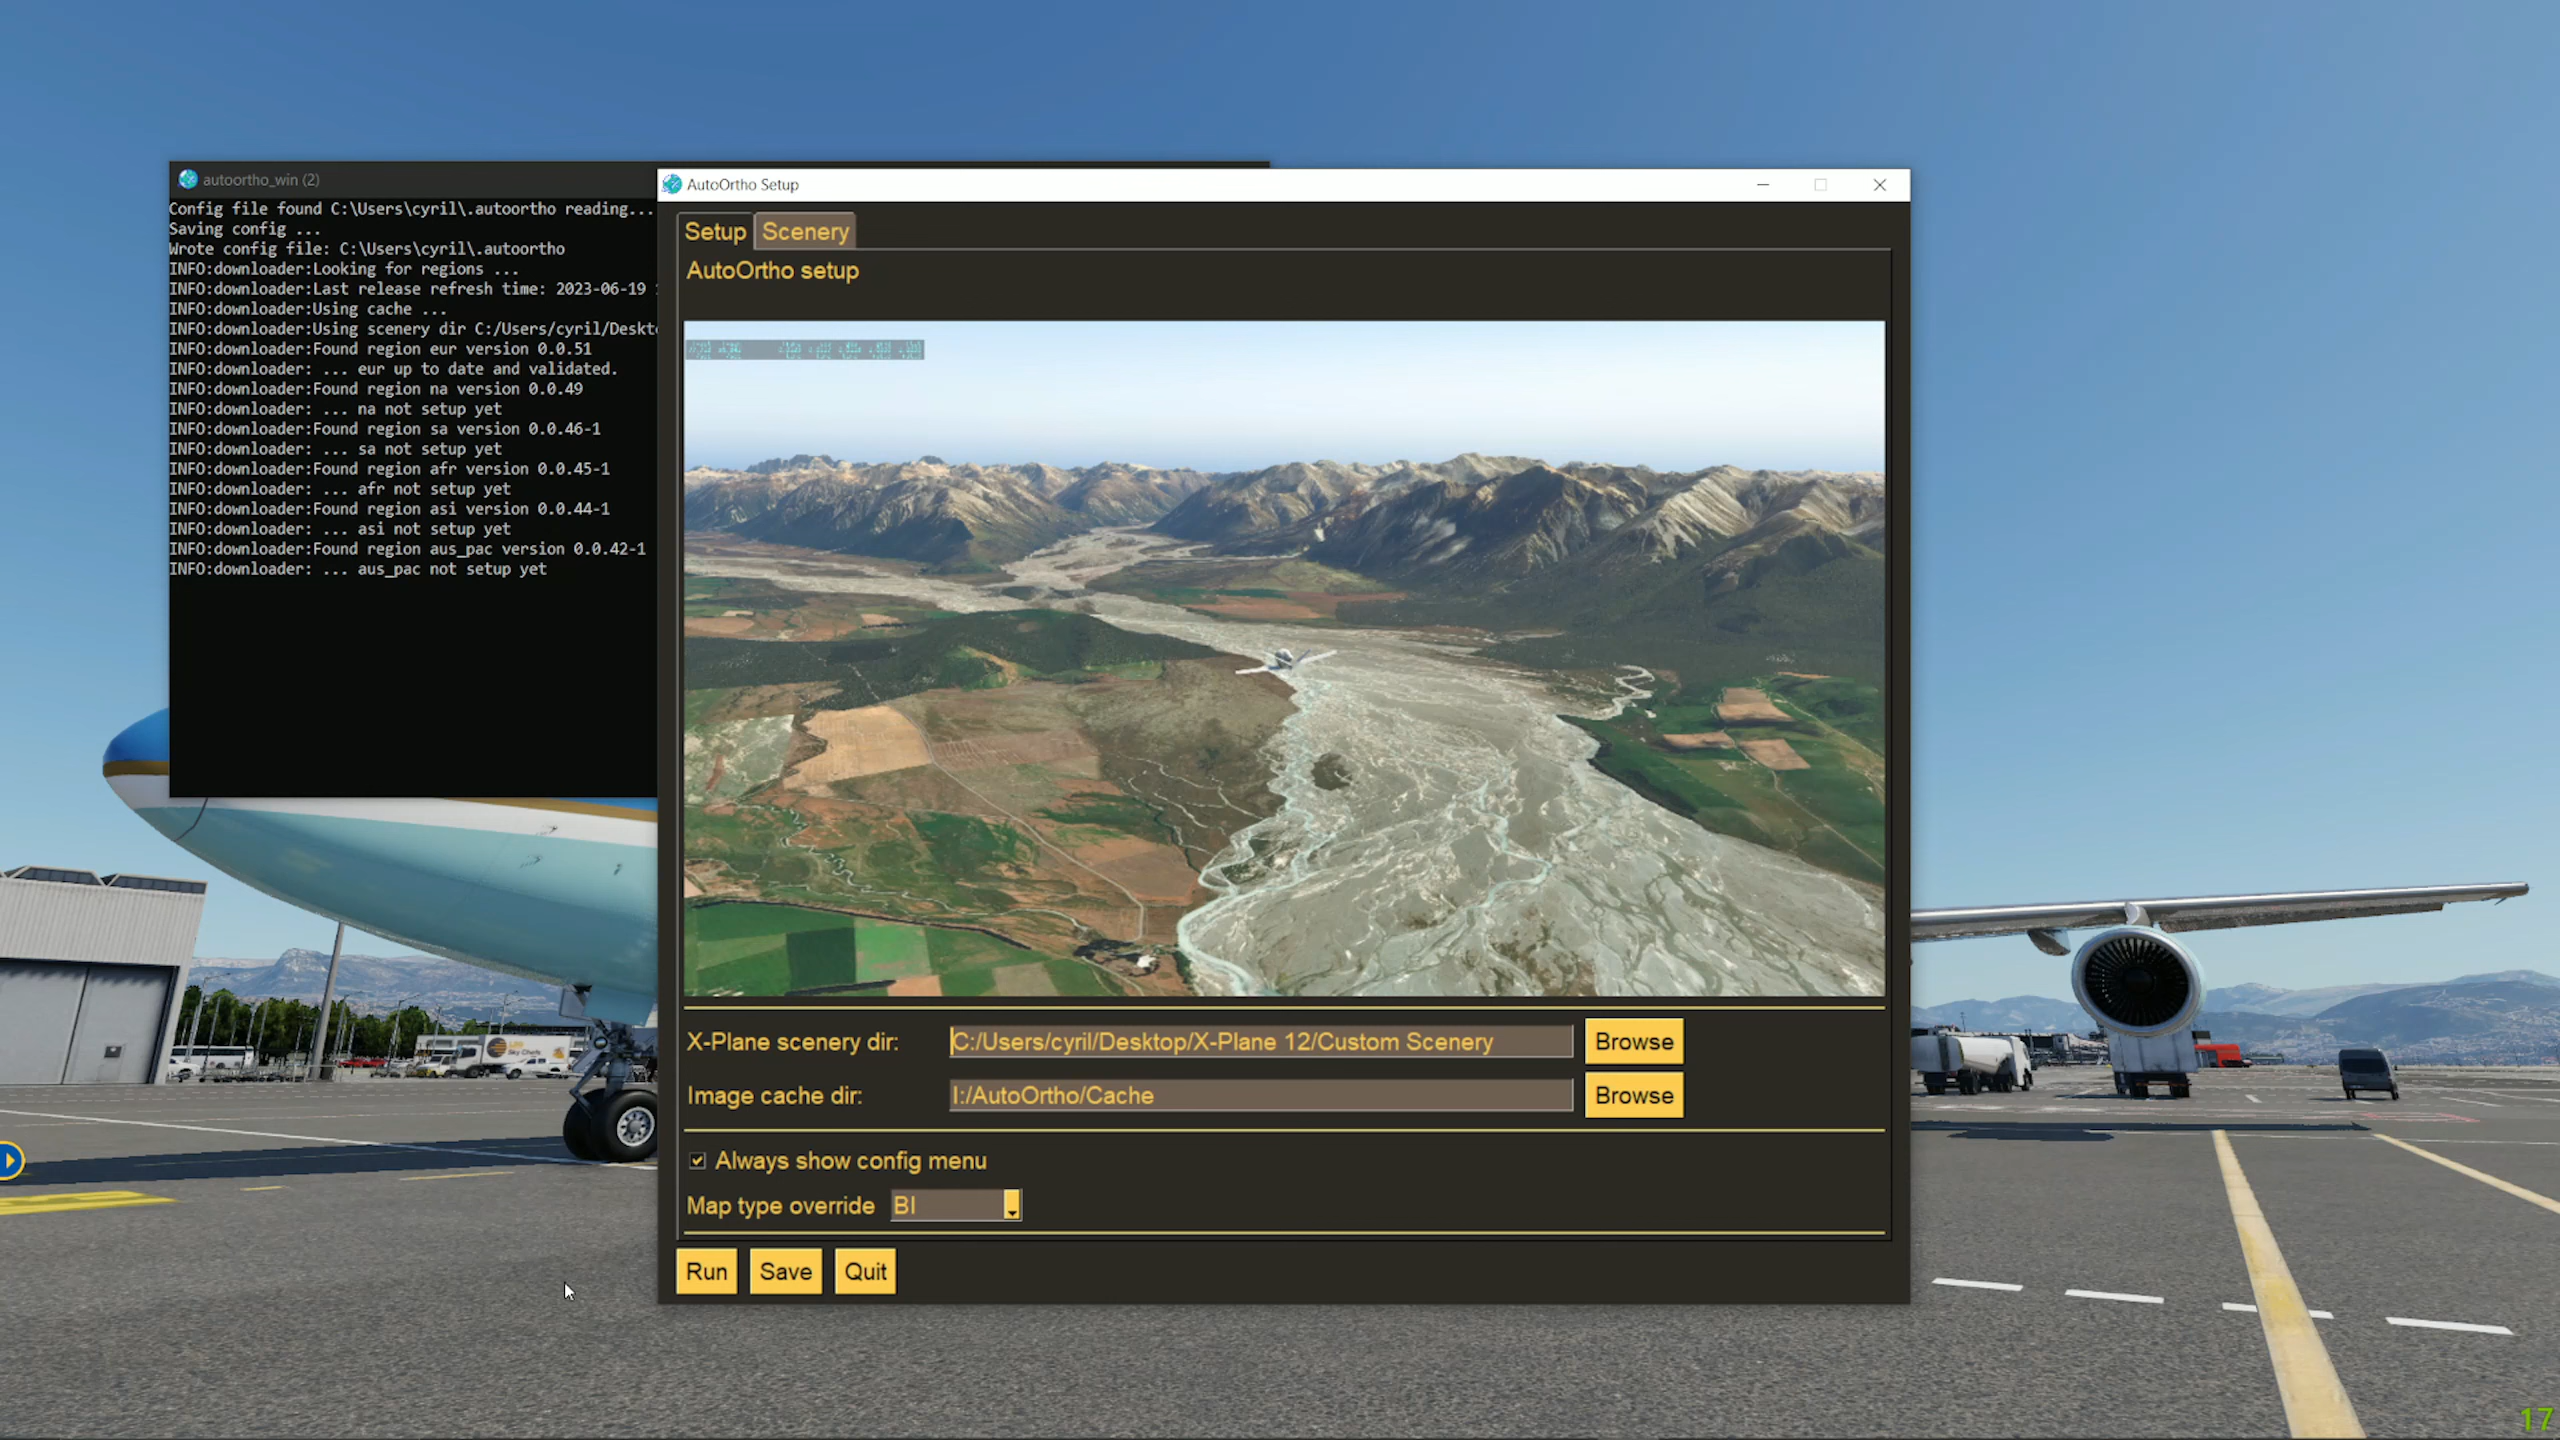 autoortho_win (2)
Config file found C:\Users\cyril\.autoortho reading...
Saving config ...
Wrote config file: C:\Users\cyril\.autoortho
INFO:downloader:Looking for regions ...
INFO:downloader:Last release refresh time: 2023-06-19
INFO:downloader:Using cache ...
INFO:downloader:Using scenery dir C:/Users/cyril/Deskto
INFO:downloader:Found region eur version 0.0.51
INFO:downloader: ... eur up to date and validated.
INFO:downloader:Found region na version 0.0.49
INFO:downloader: ... na not setup yet
INFO:downloader:Found region sa version 0.0.46-1
INFO:downloader: ... sa not setup yet
INFO:downloader:Found region afr version 0.0.45-1
INFO:downloader: ... afr not setup yet
INFO:downloader:Found region asi version 0.0.44-1
INFO:downloader: ... asi not setup yet
INFO:downloader:Found region aus_pac version 0.0.42-1
INFO:downloader: ... aus_pac not setup yet
AutoOrtho Setup
Setup Scenery
AutoOrtho setup
X-Plane scenery dir: C:/Users/cyril/Desktop/X-Plane 12/Custom Scenery Browse
Image cache dir: I:/AutoOrtho/Cache Browse
Always show config menu
Map type override BI
Run Save Quit
Sky Chefs
17